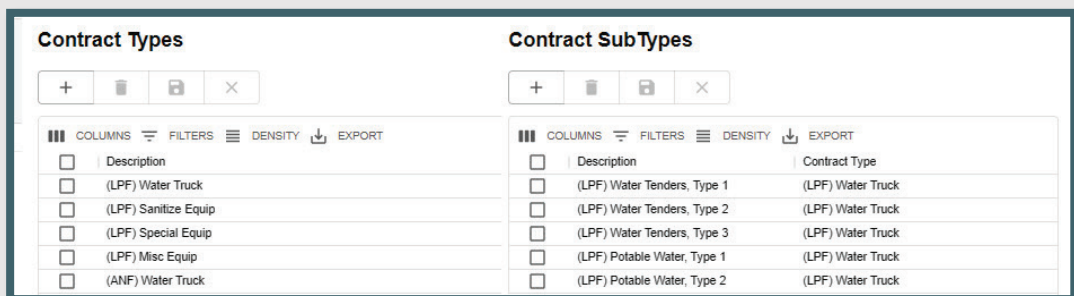 Contract Types
COLUMNS FILTERS DENSITY EXPORT
Description
(LPF) Water Truck
(LPF) Sanitize Equip
(LPF) Special Equip
(LPF) Misc Equip
(ANF) Water Truck
Contract SubTypes
COLUMNS FILTERS DENSITY EXPORT
Description Contract Type
(LPF) Water Tenders, Type 1 (LPF) Water Truck
(LPF) Water Tenders, Type 2 (LPF) Water Truck
(LPF) Water Tenders, Type 3 (LPF) Water Truck
(LPF) Potable Water, Type 1 (LPF) Water Truck
(LPF) Potable Water, Type 2 (LPF) Water Truck